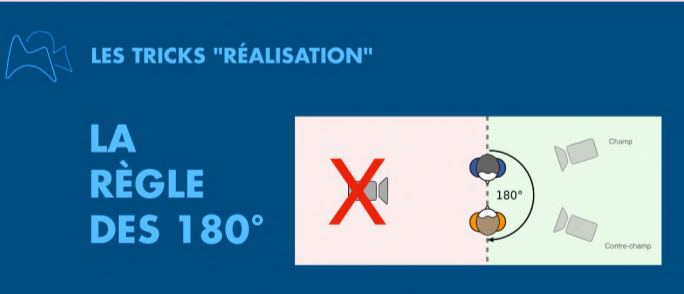 LES TRICKS "RÉALISATION"
LA
RÈGLE
DES 180°
Champ
180°
Contre-champ